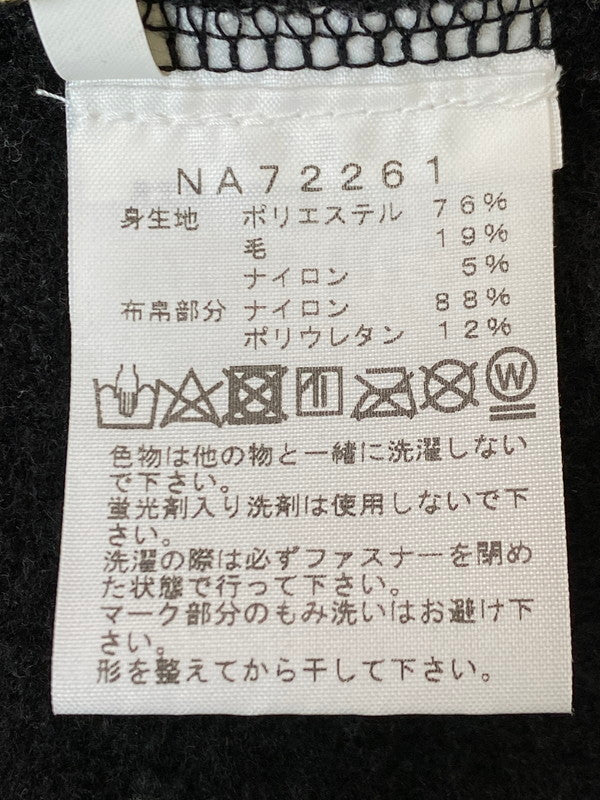 NA72261
身生地 ポリエステル 76%
毛 19%
ナイロン 5%
布帛部分 ナイロン 88%
ポリウレタン 12%
W
色物は他の物と一緒に洗濯しない
で下さい。
蛍光剤入り洗剤は使用しないで下
さい。
洗濯の際は必ずファスナーを閉め
た状態で行って下さい。
マーク部分のもみ洗いはお避け下
さい。
形を整えてから干して下さい。